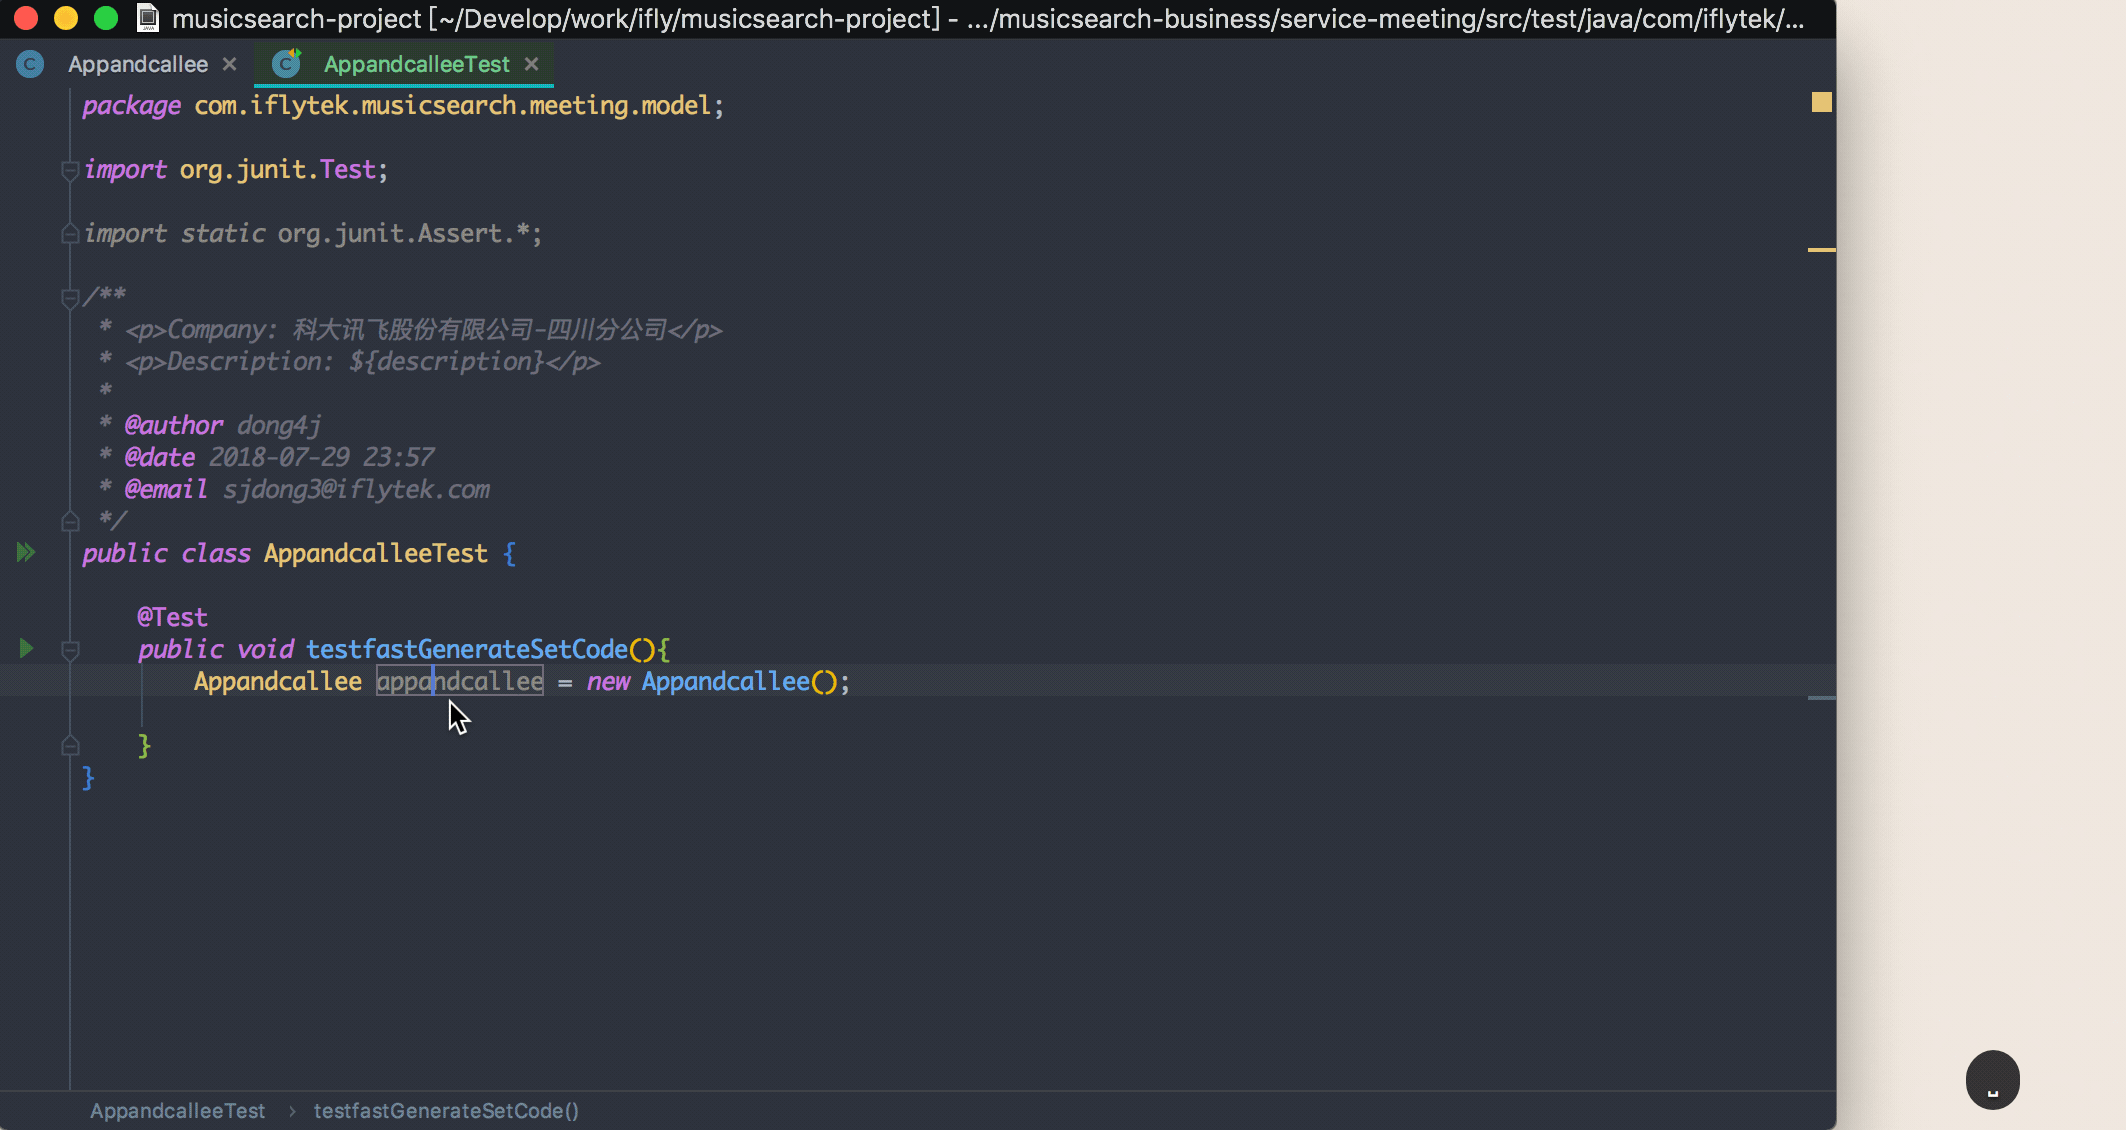 musicsearch-project [~/Develop/work/ifly/musicsearch-project] - .../musicsearch-business/service-meeting/src/test/java/com/iflytek/...
Appandcallee AppandcalleeTest
package com.iflytek.musicsearch.meeting.model;
import org.junit.Test;
import static org.junit.Assert.*;
/**
* <p>Company: 科大讯飞股份有限公司-四川分公司</p>
* <p>Description: ${description}</p>
*
* @author dong4j
* @date 2018-07-29 23:57
* @email sjdong3@iflytek.com
*/
public class AppandcalleeTest {
@Test
public void testfastGenerateSetCode(){
Appandcallee appandcallee = new Appandcallee();
}
}
AppandcalleeTest › testfastGenerateSetCode()